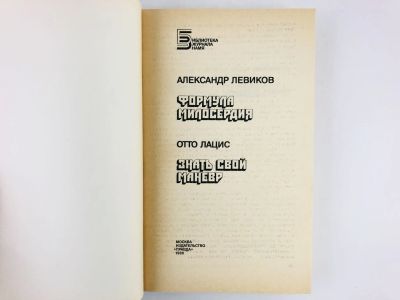 БИБЛИОТЕКА
ЖУРНАЛА
ЗНАМЯ
АЛЕКСАНДР ЛЕВИКОВ
ФОРМУЛА
МИЛОСЕРДИЯ
ОТТО ЛАЦИС
ЗНАТЬ СВОЙ
МАНЕВР
МОСКВА
ИЗДАТЕЛЬСТВО
«ПРАВДА»